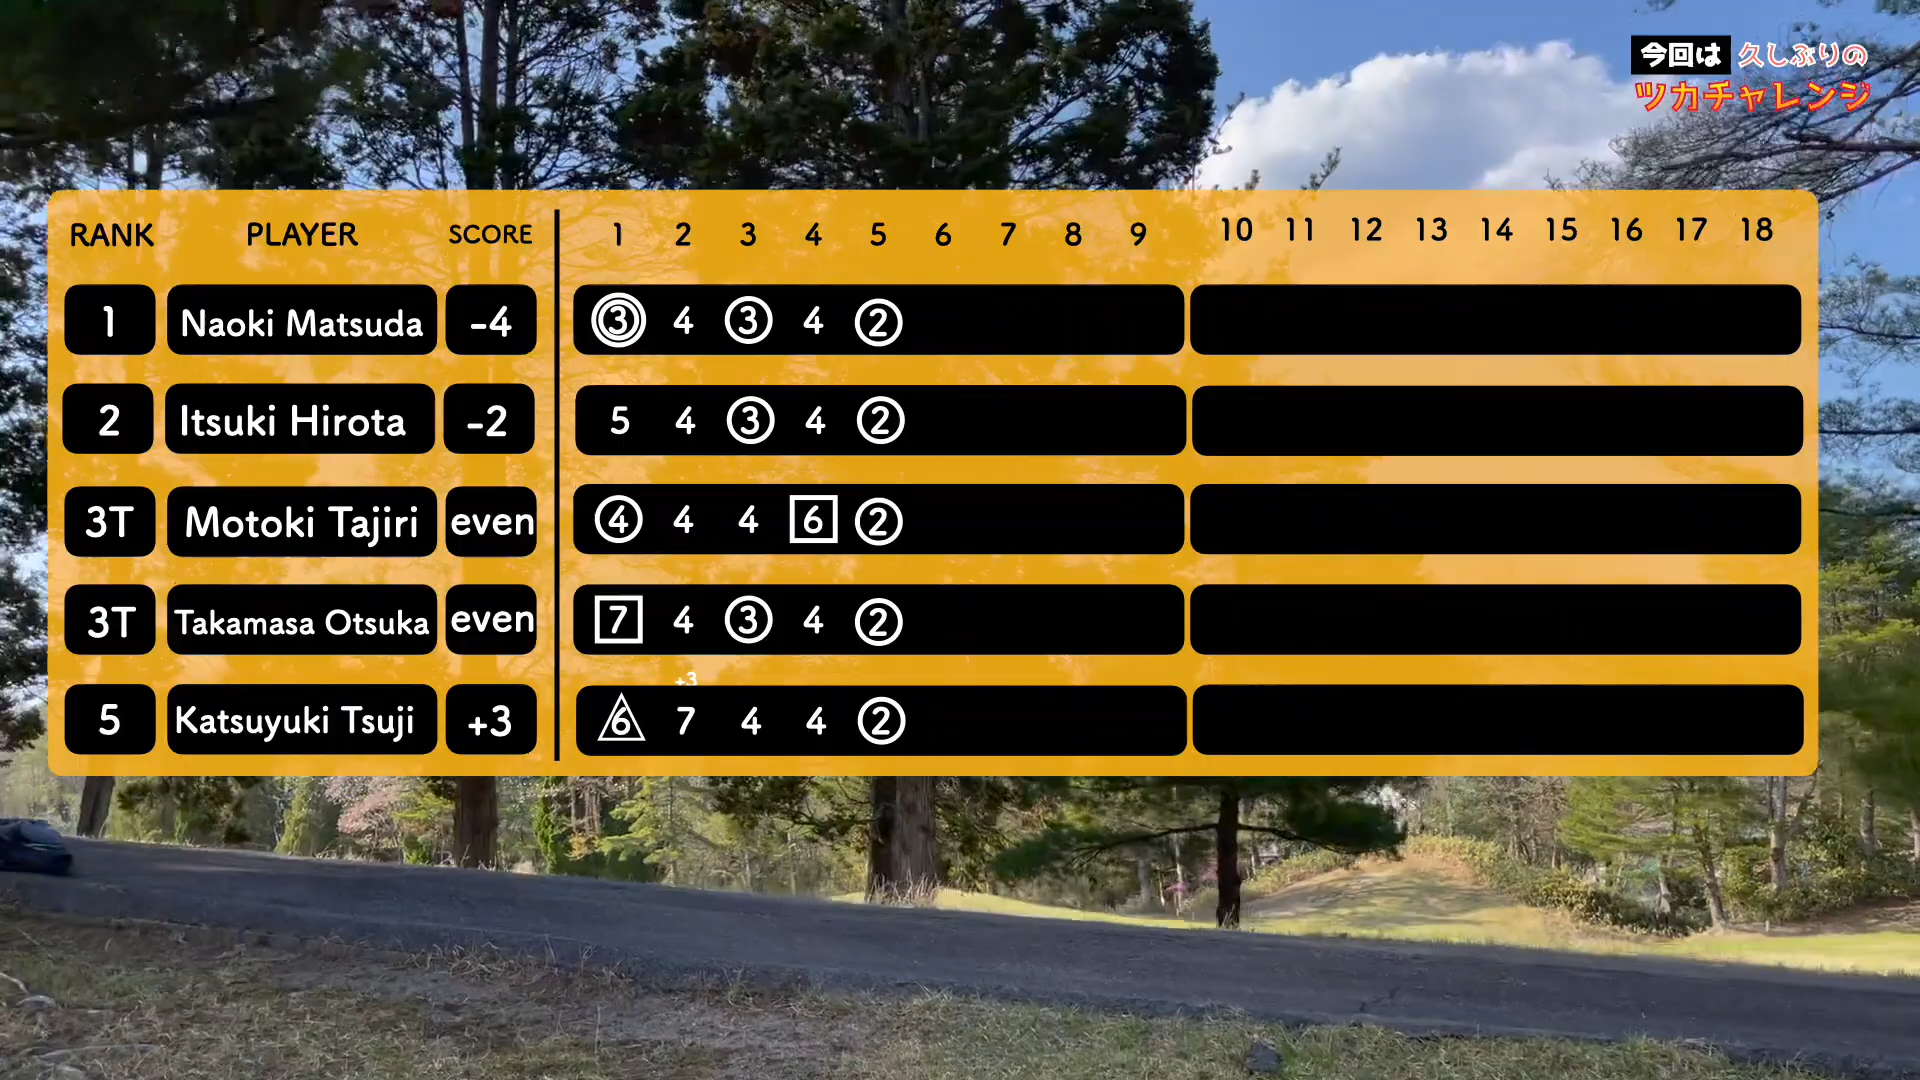 今回は 久しぶりの
ツカチャレンジ
RANK PLAYER SCORE 1 2 3 4 5 6 7 8 9 10 11 12 13 14 15 16 17 18
1 Naoki Matsuda -4 3 4 3 4 2
2 Itsuki Hirota -2 5 4 3 4 2
3T Motoki Tajiri even 4 4 4 6 2
3T Takamasa Otsuka even 7 4 3 4 2
+3
5 Katsuyuki Tsuji +3 6 7 4 4 2